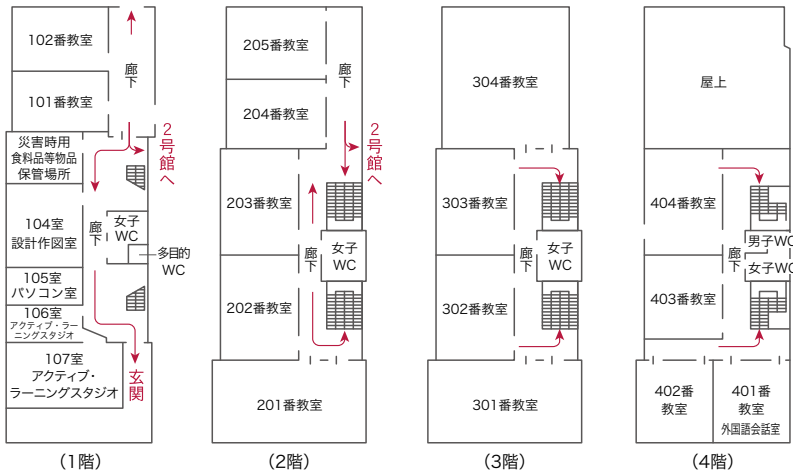 102番教室
廊下
101番教室
2号館へ
災害時用
食料品等物品
保管場所
104室
設計作図室
廊下
女子
WC
多目的
WC
105室
パソコン室
106室
アクティブ・ラー
ニングスタジオ
107室
アクティブ・
ラーニングスタジオ
玄関
(1階)
205番教室
廊下
204番教室
2号館へ
203番教室
廊下
女子
WC
202番教室
201番教室
(2階)
304番教室
303番教室
廊下
女子
WC
302番教室
301番教室
(3階)
屋上
404番教室
廊下
男子WC
女子WC
403番教室
402番
教室
401番
教室
外国語会話室
(4階)